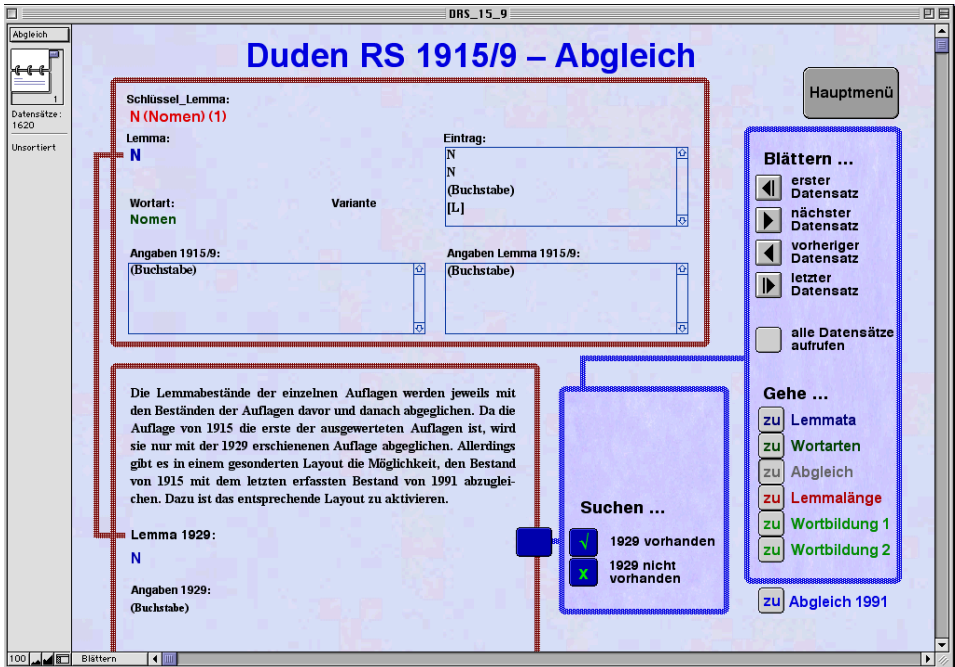 DRS_15_9
Abgleich
1
Datensätze:
1620
Unsortiert
Duden RS 1915/9 – Abgleich
Hauptmenü
Schlüssel_Lemma:
N (Nomen) (1)
Lemma:
N
Eintrag:
N
N
(Buchstabe)
[L]
Wortart:
Nomen
Variante
Angaben 1915/9:
(Buchstabe)
Angaben Lemma 1915/9:
(Buchstabe)
Blättern ...
erster
Datensatz
nächster
Datensatz
vorheriger
Datensatz
letzter
Datensatz
alle Datensätze
aufrufen
Gehe ...
zu Lemmata
zu Wortarten
zu Abgleich
zu Lemmalänge
zu Wortbildung 1
zu Wortbildung 2
zu Abgleich 1991
Die Lemmabestände der einzelnen Auflagen werden jeweils mit
den Beständen der Auflagen davor und danach abgeglichen. Da die
Auflage von 1915 die erste der ausgewerteten Auflagen ist, wird
sie nur mit der 1929 erschienenen Auflage abgeglichen. Allerdings
gibt es in einem gesonderten Layout die Möglichkeit, den Bestand
von 1915 mit dem letzten erfassten Bestand von 1991 abzuglei-
chen. Dazu ist das entsprechende Layout zu aktivieren.
Lemma 1929:
N
Angaben 1929:
(Buchstabe)
Suchen ...
√ 1929 vorhanden
x 1929 nicht
vorhanden
100
Blättern